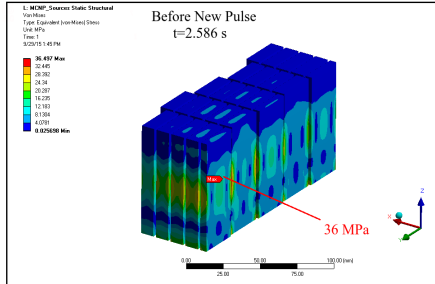 L: MCNP_Sources Static Structural
Von Mises
Type: Equivalent (von-Mises) Stress
Unit: MPa
Time: 1
9/29/15 1:45 PM
36.497 Max
32.445
28.392
24.34
20.287
16.235
12.183
8.1304
4.0781
0.025698 Min
Before New Pulse
t=2.586 s
Max
36 MPa
Z
X
Y
0.00
50.00
100.00 (mm)
25.00
75.00